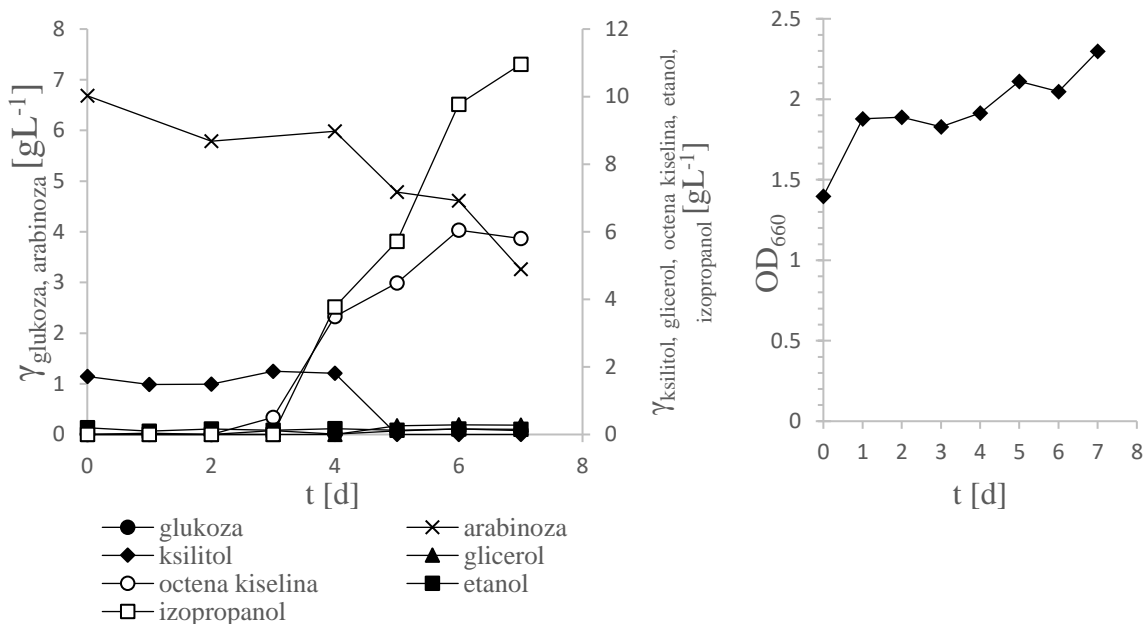 8
7
6
5
4
3
2
1
0
γglukoza, arabinoza [gL-1]
12
10
8
6
4
2
0
γksilitol, glicerol, octena kiselina, etanol,
izopropanol [gL-1]
0 2 4 6 8
t [d]
glukoza arabinoza
ksilitol glicerol
octena kiselina etanol
izopropanol
2.5
2
1.5
1
0.5
0
OD660
0 1 2 3 4 5 6 7 8
t [d]